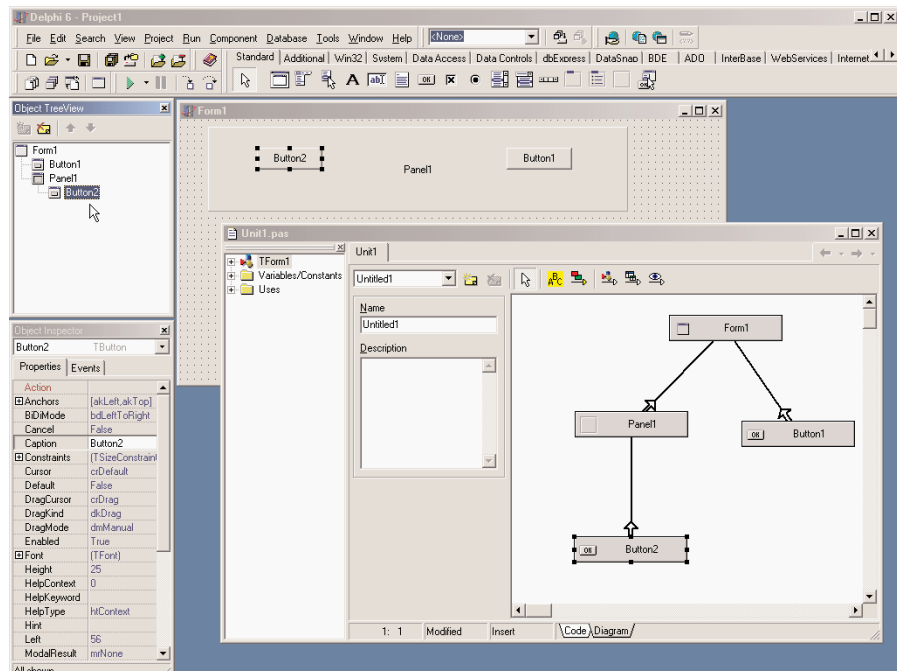 Delphi 6 - Project1
File Edit Search View Project Run Component Database Tools Window Help <None>
Standard Additional Win32 System Data Access Data Controls dbExpress DataSnap BDE ADO InterBase WebServices Internet
Object TreeView
Form1
Button1
Panel1
Button2
Form1
Button2
Panel1
Button1
Object Inspector
Button2 TButton
Properties Events
Action
Anchors [akLeft,akTop]
BiDiMode bdLeftToRight
Cancel False
Caption Button2
Constraints (TSizeConstraint
Cursor crDefault
Default False
DragCursor crDrag
DragKind dkDrag
DragMode dmManual
Enabled True
Font (TFont)
Height 25
HelpContext 0
HelpKeyword
HelpType htContext
Hint
Left 56
ModalResult mrNone
All shown
Unit1.pas
TForm1
Variables/Constants
Uses
Unit1
Untitled1
ABC
Name
Untitled1
Description
Form1
Panel1
OK Button1
OK Button2
1: 1 Modified Insert Code Diagram